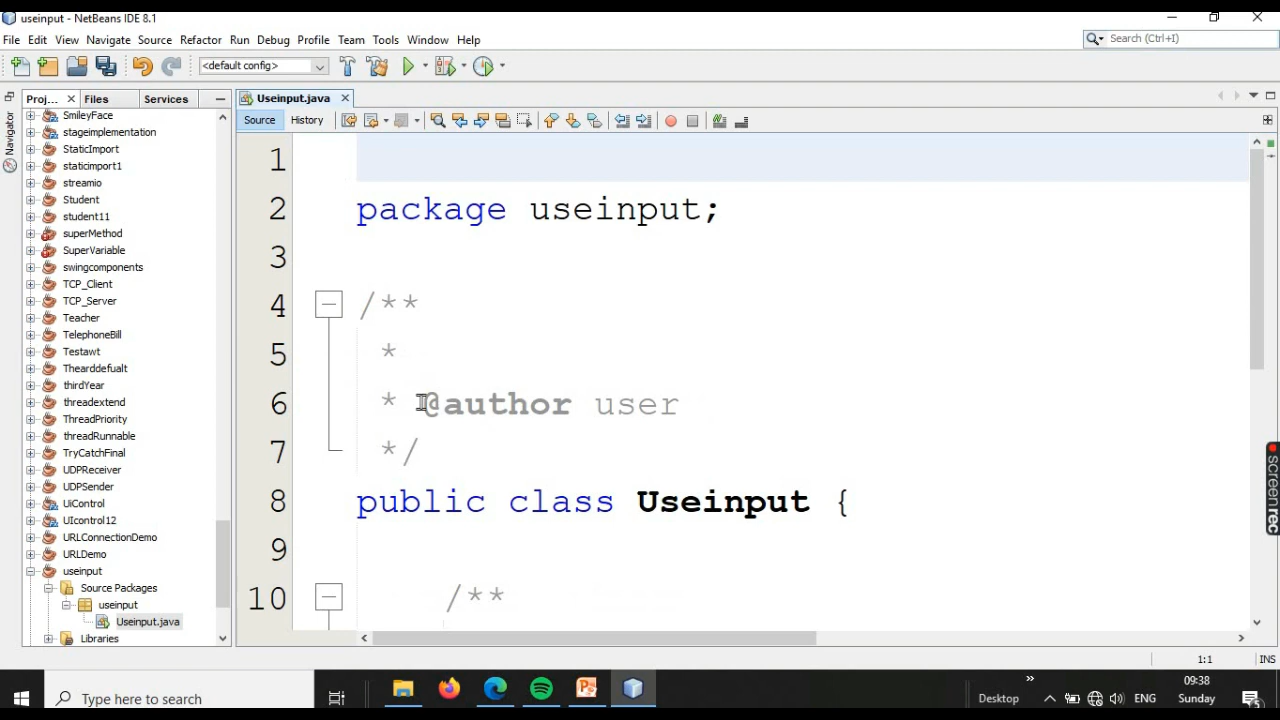 useinput - NetBeans IDE 8.1
File Edit View Navigate Source Refactor Run Debug Profile Team Tools Window Help
Search (Ctrl+I)
<default config>
Proj... Files Services
Useinput.java
Navigator
Source History
SmileyFace
stageimplementation
StaticImport
staticimport1
streamio
Student
student11
superMethod
SuperVariable
swingcomponents
TCP_Client
TCP_Server
Teacher
TelephoneBill
Testawt
Thearddefualt
thirdYear
threadextend
ThreadPriority
threadRunnable
TryCatchFinal
UDPReceiver
UDPSender
UiControl
UIcontrol12
URLConnectionDemo
URLDemo
useinput
Source Packages
useinput
Useinput.java
Libraries
1
2 package useinput;
3
4 /**
5 *
6 * @author user
7 */
8 public class Useinput {
9
10 /**
screenrec
1:1 INS
Type here to search
Desktop » ENG
09:38
Sunday
5